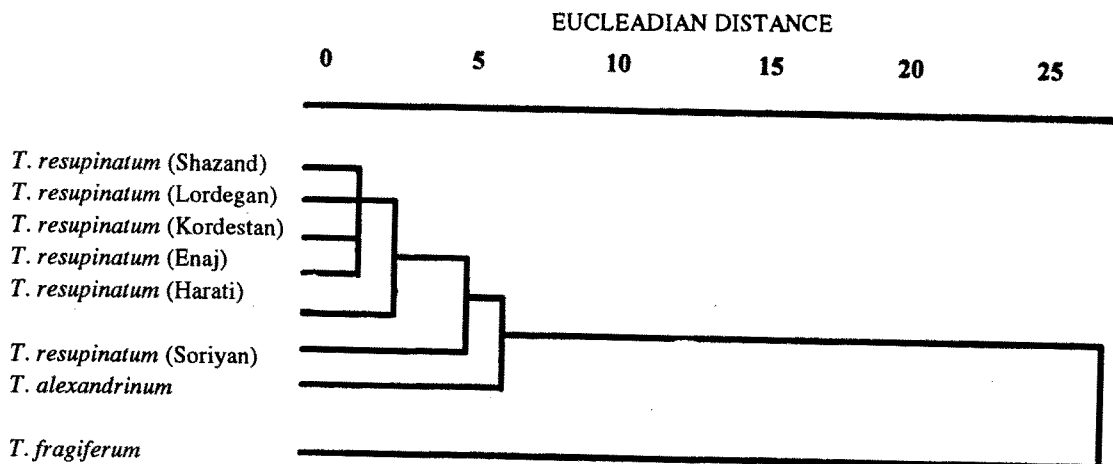 EUCLEADIAN DISTANCE
0 5 10 15 20 25
T. resupinatum (Shazand)
T. resupinatum (Lordegan)
T. resupinatum (Kordestan)
T. resupinatum (Enaj)
T. resupinatum (Harati)
T. resupinatum (Soriyan)
T. alexandrinum
T. fragiferum